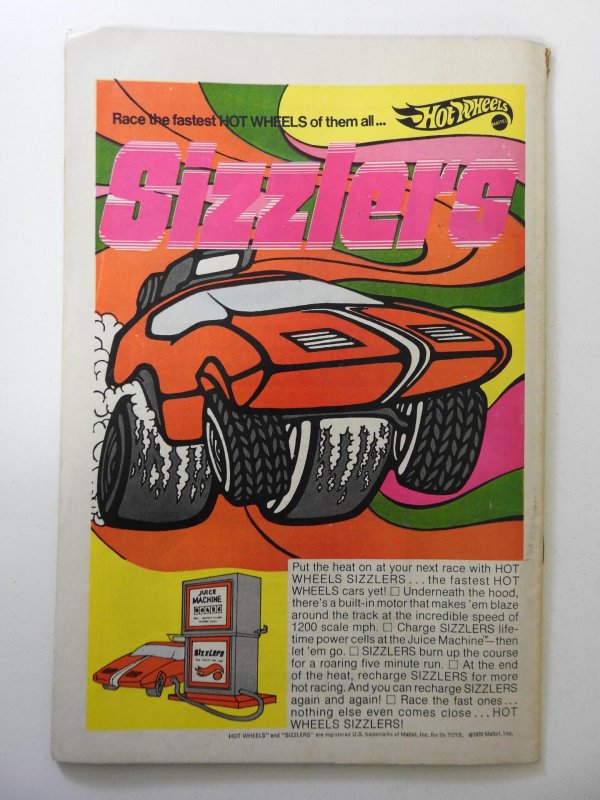 Race the fastest HOT WHEELS of them all...
Hot Wheels
MATTEL
Sizzlers
JUICE
MACHINE
Sizzlers
Put the heat on at your next race with HOT
WHEELS SIZZLERS...the fastest HOT
WHEELS cars yet! □ Underneath the hood,
there's a built-in motor that makes 'em blaze
around the track at the incredible speed of
1200 scale mph. □ Charge SIZZLERS life-
time power cells at the Juice Machine™—then
let 'em go. □ SIZZLERS burn up the course
for a roaring five minute run. □ At the end
of the heat, recharge SIZZLERS for more
hot racing. And you can recharge SIZZLERS
again and again! □ Race the fast ones...
nothing else even comes close...HOT
WHEELS SIZZLERS!
HOT WHEELS" and "SIZZLERS" are registered U.S. trademarks of Mattel, Inc. for its TOYS. ©1970 Mattel, Inc.